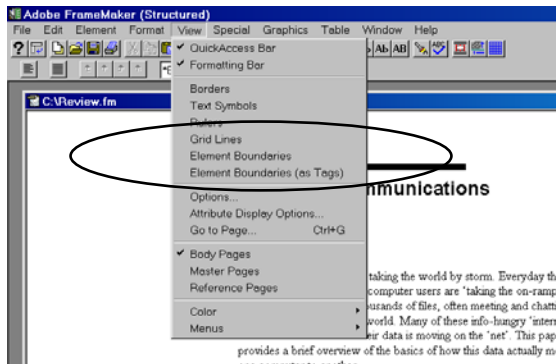 Adobe FrameMaker (Structured)
File Edit Element Format View Special Graphics Table Window Help
QuickAccess Bar
Formatting Bar
C:\Review.fm
Borders
Text Symbols
Rulers
Grid Lines
Element Boundaries
Element Boundaries (as Tags)
mmunications
Options...
Attribute Display Options...
Go to Page... Ctrl+G
Body Pages
Master Pages
Reference Pages
Color
Menus
taking the world by storm. Everyday th
computer users are 'taking the on-ramp
usands of files, often meeting and chatti
world. Many of these info-hungry 'intern
eir data is moving on the 'net'. This pap
provides a brief overview of the basics of how this data actually m